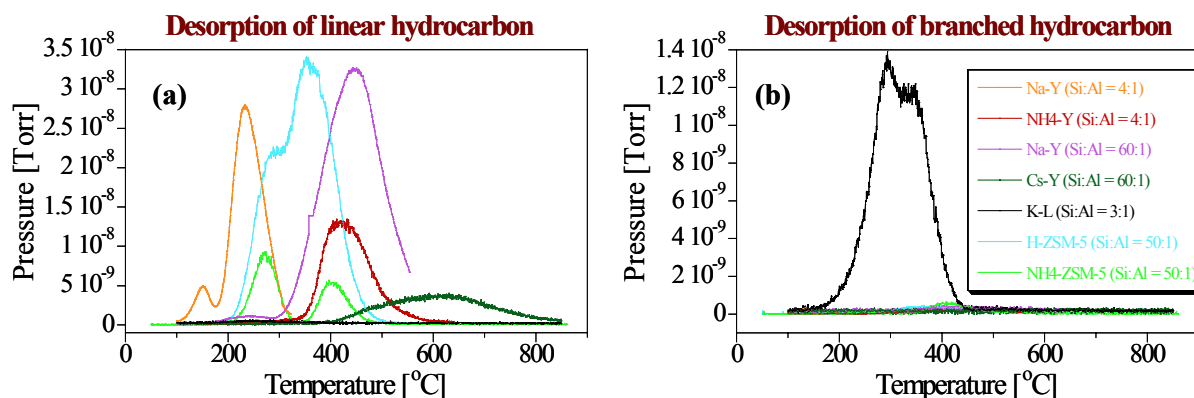 Desorption of linear hydrocarbon
(a)
Pressure [Torr]
3.5 10^-8
3 10^-8
2.5 10^-8
2 10^-8
1.5 10^-8
1 10^-8
5 10^-9
0
0 200 400 600 800
Temperature [°C]
Desorption of branched hydrocarbon
(b)
Pressure [Torr]
1.4 10^-8
1.2 10^-8
1 10^-8
8 10^-9
6 10^-9
4 10^-9
2 10^-9
0
0 200 400 600 800
Temperature [°C]
Na-Y (Si:Al = 4:1)
NH4-Y (Si:Al = 4:1)
Na-Y (Si:Al = 60:1)
Cs-Y (Si:Al = 60:1)
K-L (Si:Al = 3:1)
H-ZSM-5 (Si:Al = 50:1)
NH4-ZSM-5 (Si:Al = 50:1)